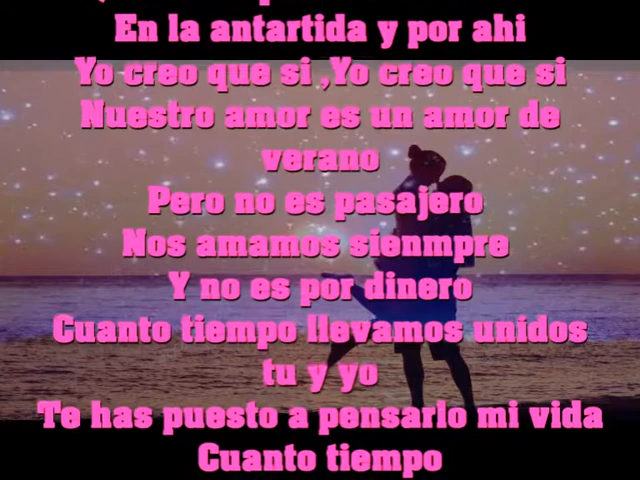 En la antartida y por ahi
Yo creo que si ,Yo creo que si
Nuestro amor es un amor de
verano
Pero no es pasajero
Nos amamos sienmpre
Y no es por dinero
Cuanto tiempo llevamos unidos
tu y yo
Te has puesto a pensarlo mi vida
Cuanto tiempo